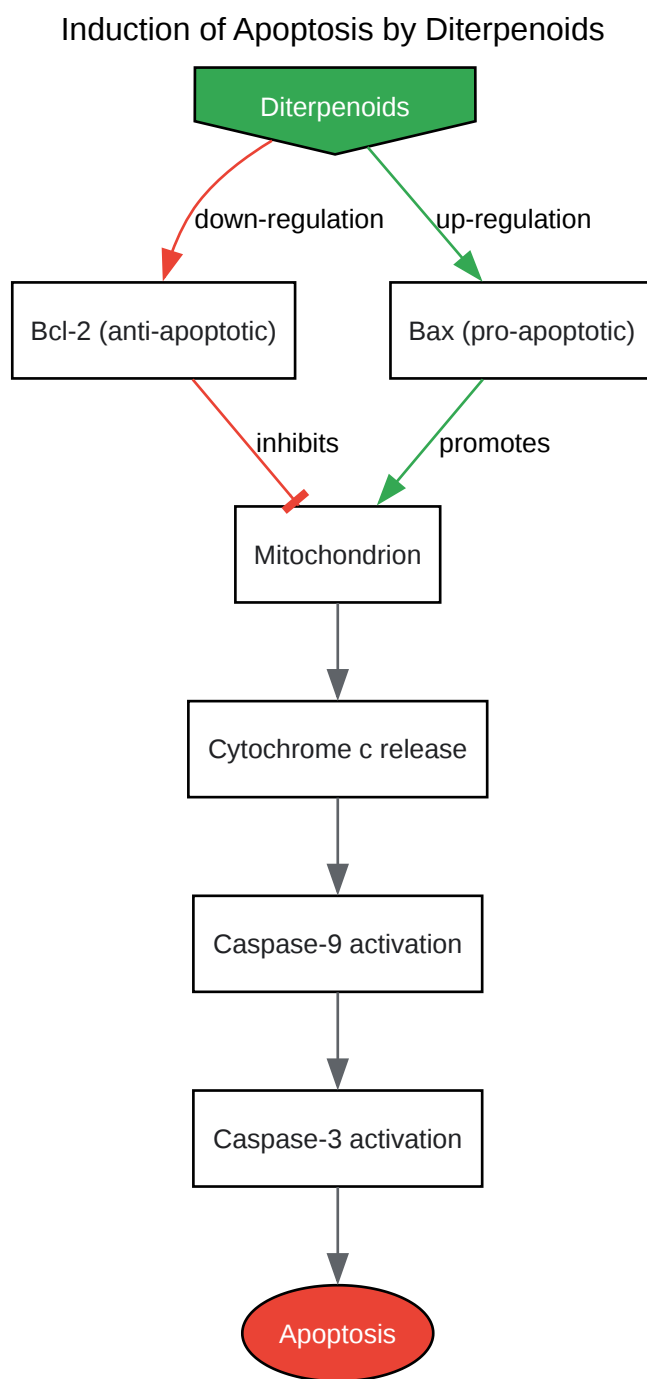 Induction of Apoptosis by Diterpenoids
Diterpenoids
down-regulation
up-regulation
Bcl-2 (anti-apoptotic)
Bax (pro-apoptotic)
inhibits
promotes
Mitochondrion
Cytochrome c release
Caspase-9 activation
Caspase-3 activation
Apoptosis